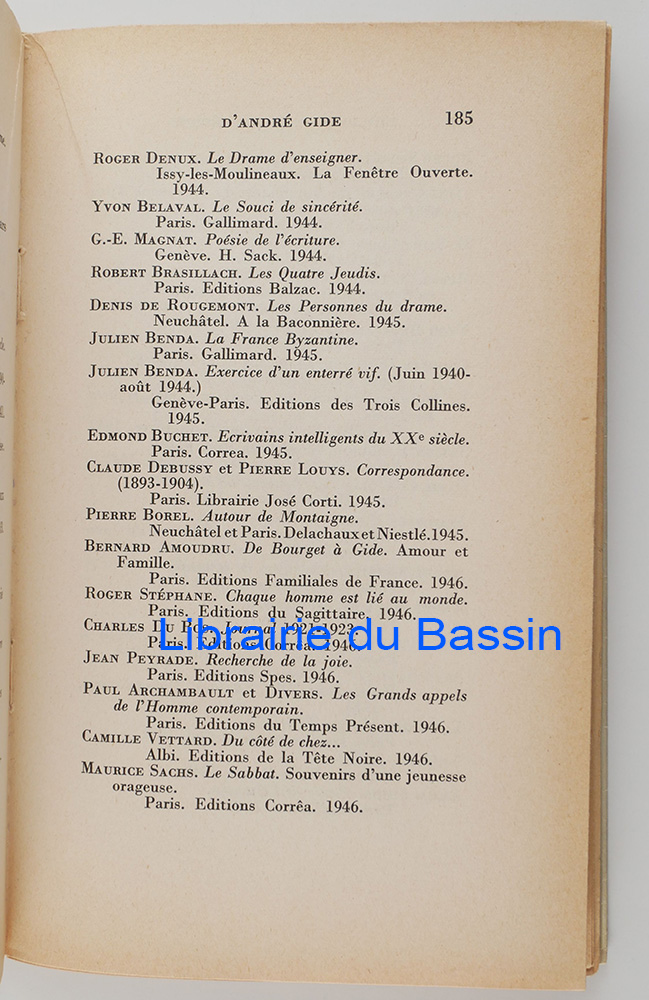 D'ANDRÉ GIDE 185
ROGER DENUX. Le Drame d'enseigner.
Issy-les-Moulineaux. La Fenêtre Ouverte.
1944.
YVON BELAVAL. Le Souci de sincérité.
Paris. Gallimard. 1944.
G.-E. MAGNAT. Poésie de l'écriture.
Genève. H. Sack. 1944.
ROBERT BRASILLACH. Les Quatre Jeudis.
Paris. Editions Balzac. 1944.
DENIS DE ROUGEMONT. Les Personnes du drame.
Neuchâtel. A la Baconnière. 1945.
JULIEN BENDA. La France Byzantine.
Paris. Gallimard. 1945.
JULIEN BENDA. Exercice d'un enterré vif. (Juin 1940-
août 1944.)
Genève-Paris. Editions des Trois Collines.
1945.
EDMOND BUCHET. Ecrivains intelligents du XXe siècle.
Paris. Correa. 1945.
CLAUDE DEBUSSY et PIERRE LOUYS. Correspondance.
(1893-1904).
Paris. Librairie José Corti. 1945.
PIERRE BOREL. Autour de Montaigne.
Neuchâtel et Paris. Delachaux et Niestlé. 1945.
BERNARD AMOUDRU. De Bourget à Gide. Amour et
Famille.
Paris. Editions Familiales de France. 1946.
ROGER STÉPHANE. Chaque homme est lié au monde.
Paris. Editions du Sagittaire. 1946.
CHARLES DU BOS. Journal 1921-1923.
Librairie du Bassin
Paris. Editions Corrêa. 1946.
JEAN PEYRADE. Recherche de la joie.
Paris. Editions Spes. 1946.
PAUL ARCHAMBAULT et DIVERS. Les Grands appels
de l'Homme contemporain.
Paris. Editions du Temps Présent. 1946.
CAMILLE VETTARD. Du côté de chez...
Albi. Editions de la Tête Noire. 1946.
MAURICE SACHS. Le Sabbat. Souvenirs d'une jeunesse
orageuse.
Paris. Editions Corrêa. 1946.